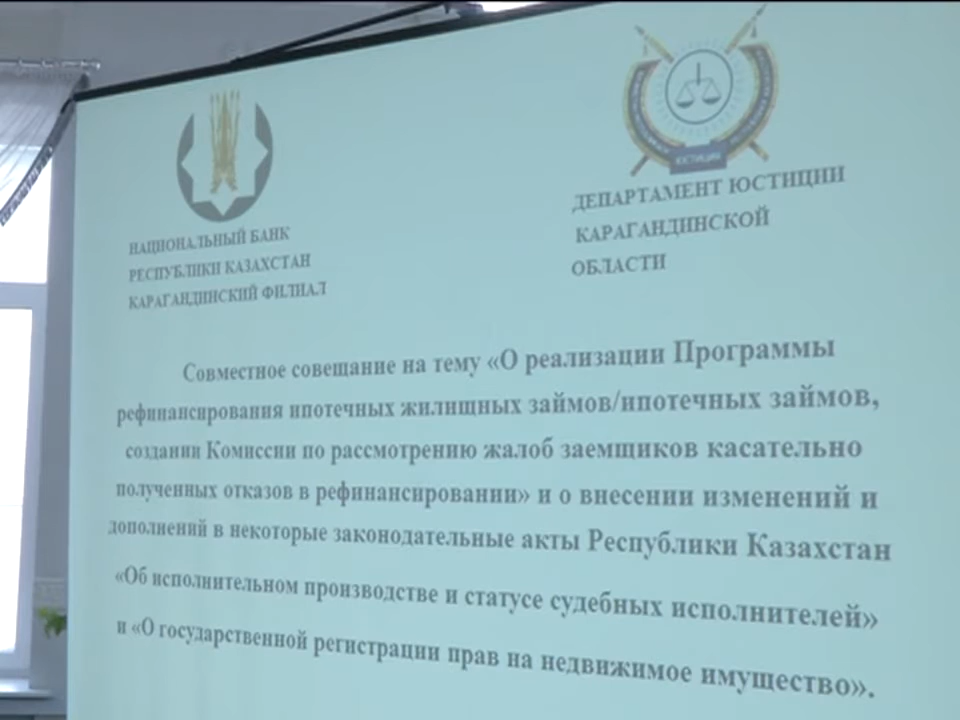 ЮСТИЦИИ
НАЦИОНАЛЬНЫЙ БАНК
РЕСПУБЛИКИ КАЗАХСТАН
КАРАГАНДИНСКИЙ ФИЛИАЛ
ДЕПАРТАМЕНТ ЮСТИЦИИ
КАРАГАНДИНСКОЙ
ОБЛАСТИ
Совместное совещание на тему «О реализации Программы
рефинансирования ипотечных жилищных займов/ипотечных займов,
создании Комиссии по рассмотрению жалоб заемщиков касательно
полученных отказов в рефинансировании» и о внесении изменений и
дополнений в некоторые законодательные акты Республики Казахстан
«Об исполнительном производстве и статусе судебных исполнителей»
и «О государственной регистрации прав на недвижимое имущество».